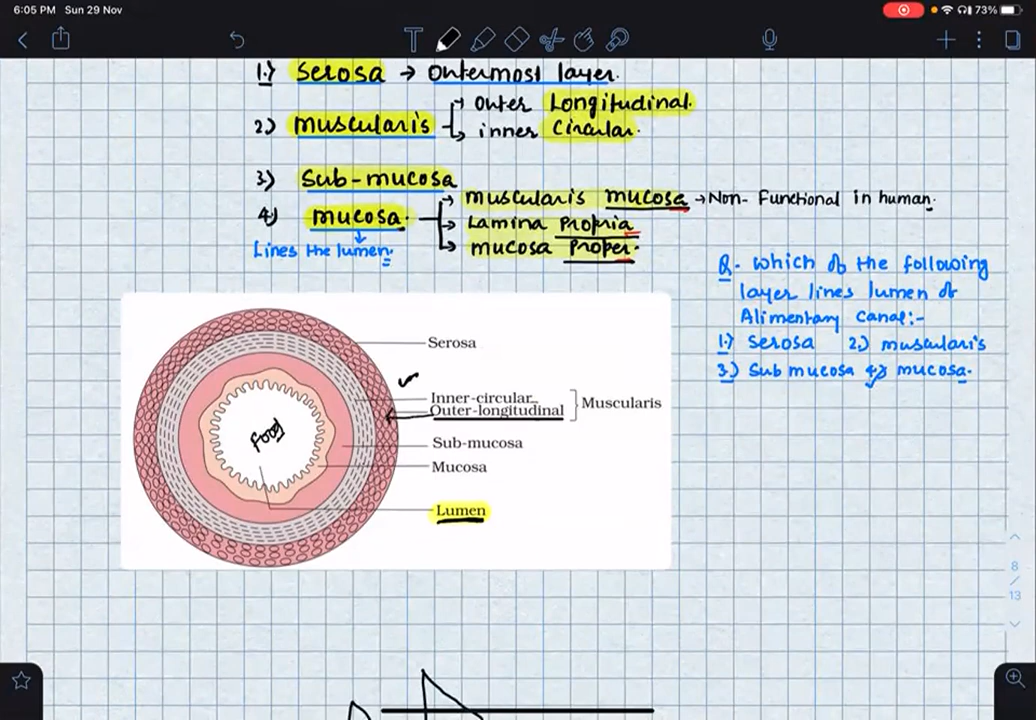 6:05 PM Sun 29 Nov
73%
1.) Serosa → Outermost layer.
2) muscularis
outer Longitudinal.
inner Circular.
3) Sub-mucosa
4) mucosa.
muscularis mucosa → Non-Functional in human.
Lamina Propria
mucosa Proper.
Lines the lumen.
Q. Which of the following
layer lines lumen of
Alimentary Canal:-
1.) Serosa 2.) muscularis
3.) Sub mucosa 4.) mucosa.
Serosa
Inner-circular
Outer-longitudinal
Muscularis
Sub-mucosa
Mucosa
Lumen
food
8
/
13